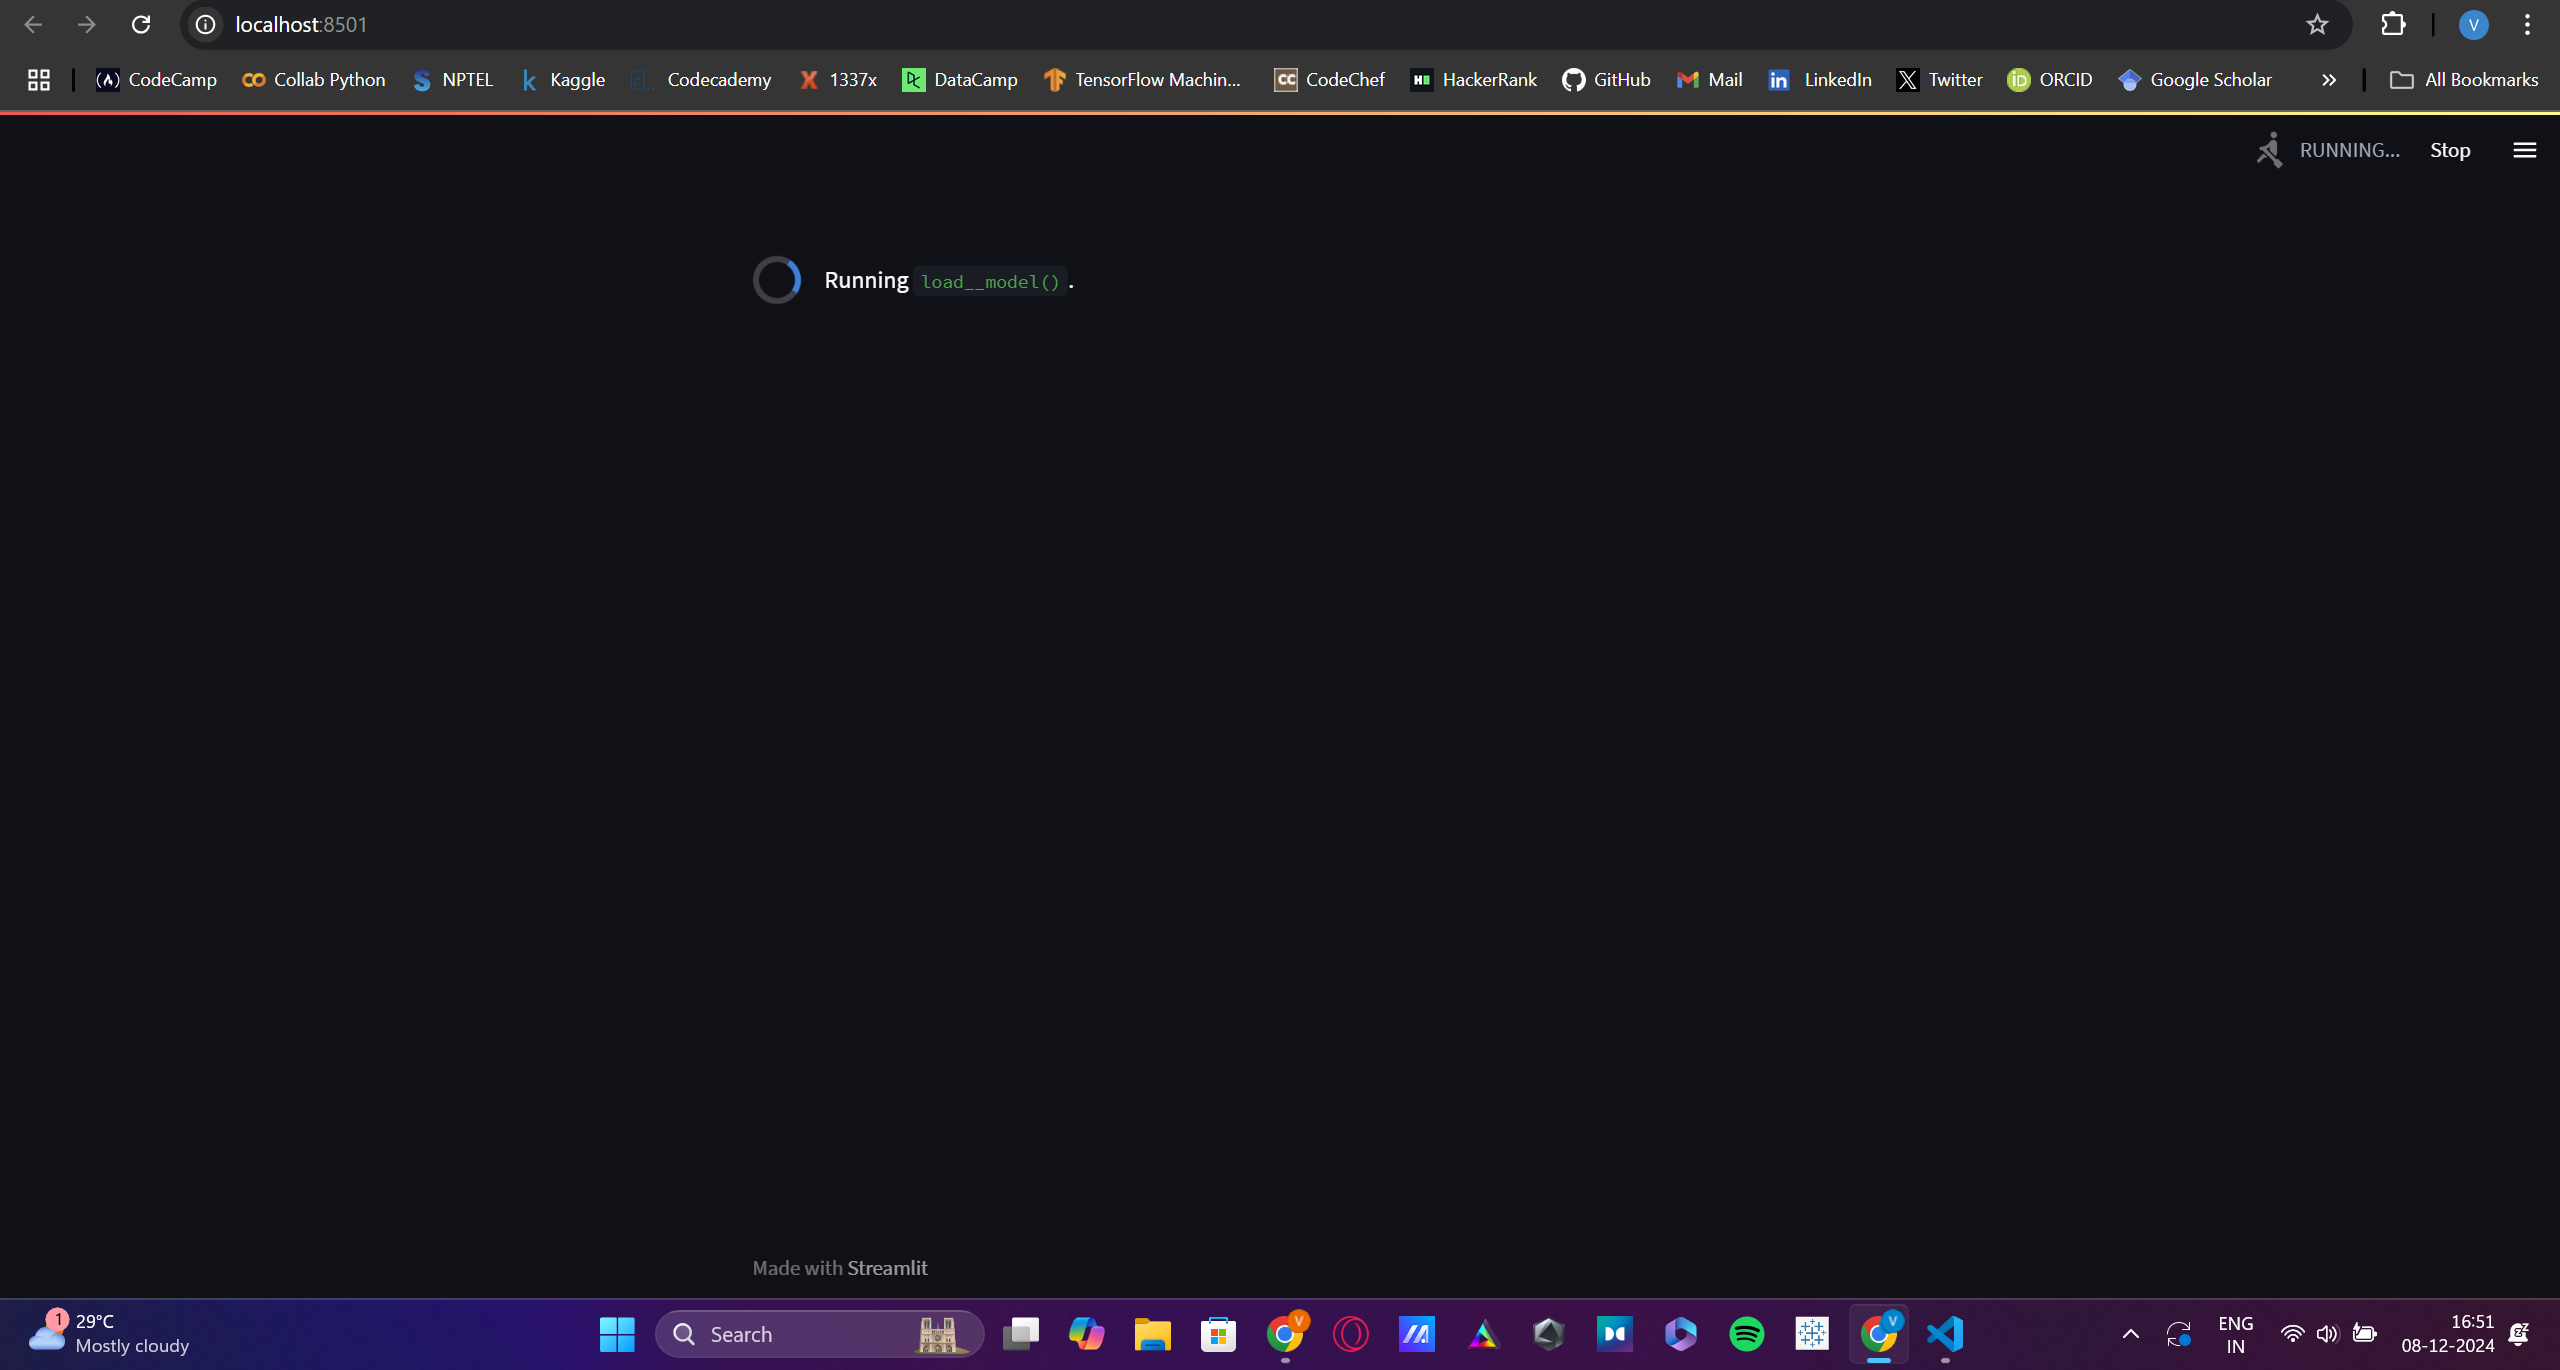 localhost:8501
CodeCamp Collab Python NPTEL Kaggle Codecademy 1337x DataCamp TensorFlow Machin... CodeChef HackerRank GitHub Mail LinkedIn Twitter ORCID Google Scholar All Bookmarks
RUNNING... Stop
Running load__model().
Made with Streamlit
1
29°C
Mostly cloudy
Search
ENG
IN
16:51
08-12-2024